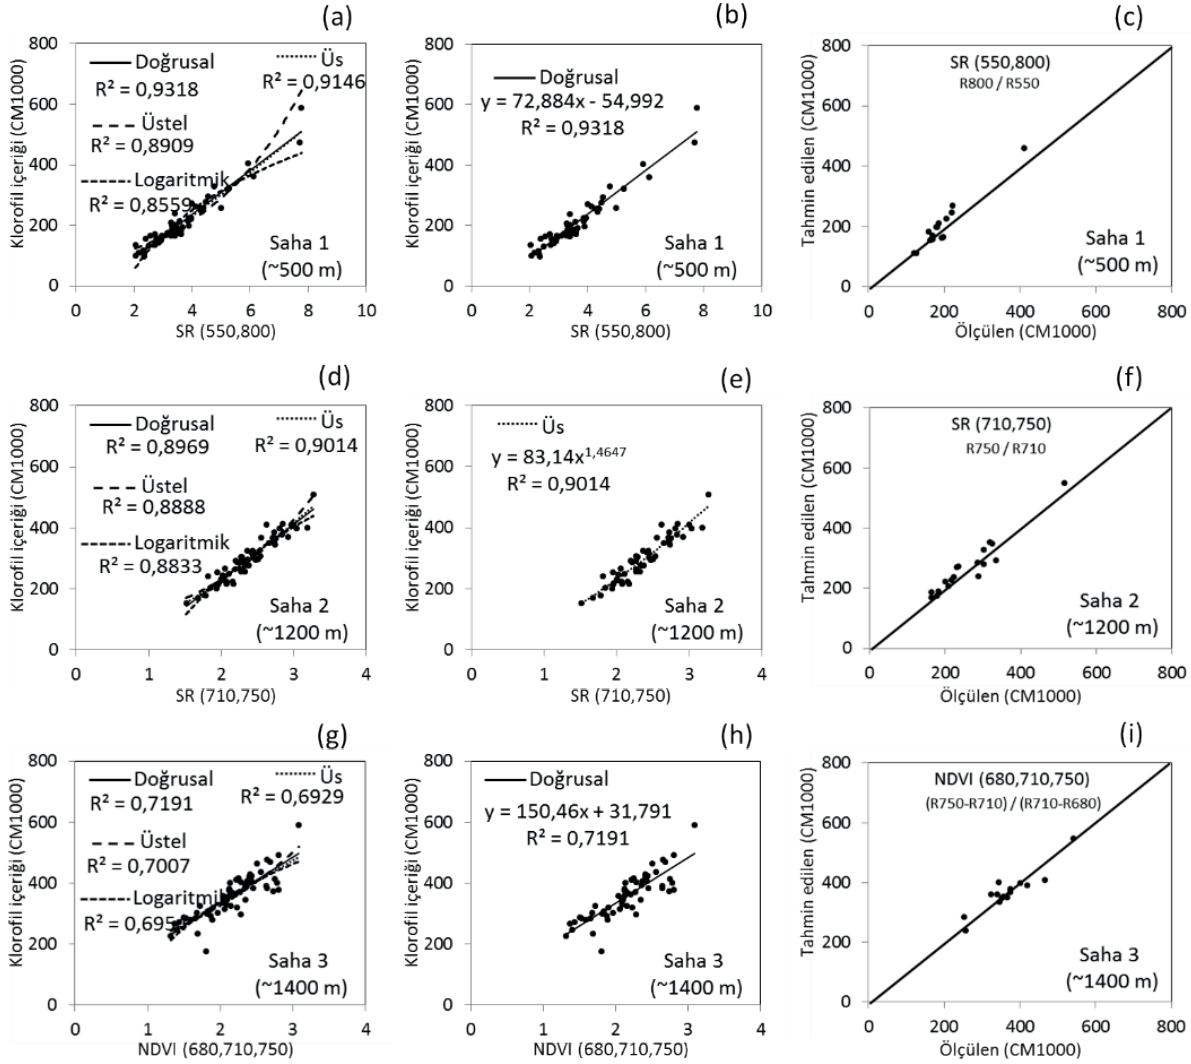 (a)
800
600
400
200
0
0 2 4 6 8 10
Klorofil içeriği (CM1000)
Doğrusal
R² = 0,9318
Üs
R² = 0,9146
Üstel
R² = 0,8909
Logaritmik
R² = 0,8559
Saha 1
(~500 m)
SR (550,800)
(b)
800
600
400
200
0
0 2 4 6 8 10
Klorofil içeriği (CM1000)
Doğrusal
y = 72,884x - 54,992
R² = 0,9318
Saha 1
(~500 m)
SR (550,800)
(c)
800
600
400
200
0
0 200 400 600 800
Tahmin edilen (CM1000)
SR (550,800)
R800 / R550
Saha 1
(~500 m)
Ölçülen (CM1000)
(d)
800
600
400
200
0
0 1 2 3 4
Klorofil içeriği (CM1000)
Doğrusal
R² = 0,8969
Üs
R² = 0,9014
Üstel
R² = 0,8888
Logaritmik
R² = 0,8833
Saha 2
(~1200 m)
SR (710,750)
(e)
800
600
400
200
0
0 1 2 3 4
Klorofil içeriği (CM1000)
Üs
y = 83,14x^1,4647
R² = 0,9014
Saha 2
(~1200 m)
SR (710,750)
(f)
800
600
400
200
0
0 200 400 600 800
Tahmin edilen (CM1000)
SR (710,750)
R750 / R710
Saha 2
(~1200 m)
Ölçülen (CM1000)
(g)
800
600
400
200
0
0 1 2 3 4
Klorofil içeriği (CM1000)
Doğrusal
R² = 0,7191
Üs
R² = 0,6929
Üstel
R² = 0,7007
Logaritmik
Saha 3
(~1400 m)
NDVI (680,710,750)
(h)
800
600
400
200
0
0 1 2 3 4
Klorofil içeriği (CM1000)
Doğrusal
y = 150,46x + 31,791
R² = 0,7191
Saha 3
(~1400 m)
NDVI (680,710,750)
(i)
800
600
400
200
0
0 200 400 600 800
Tahmin edilen (CM1000)
NDVI (680,710,750)
(R750-R710) / (R710-R680)
Saha 3
(~1400 m)
Ölçülen (CM1000)